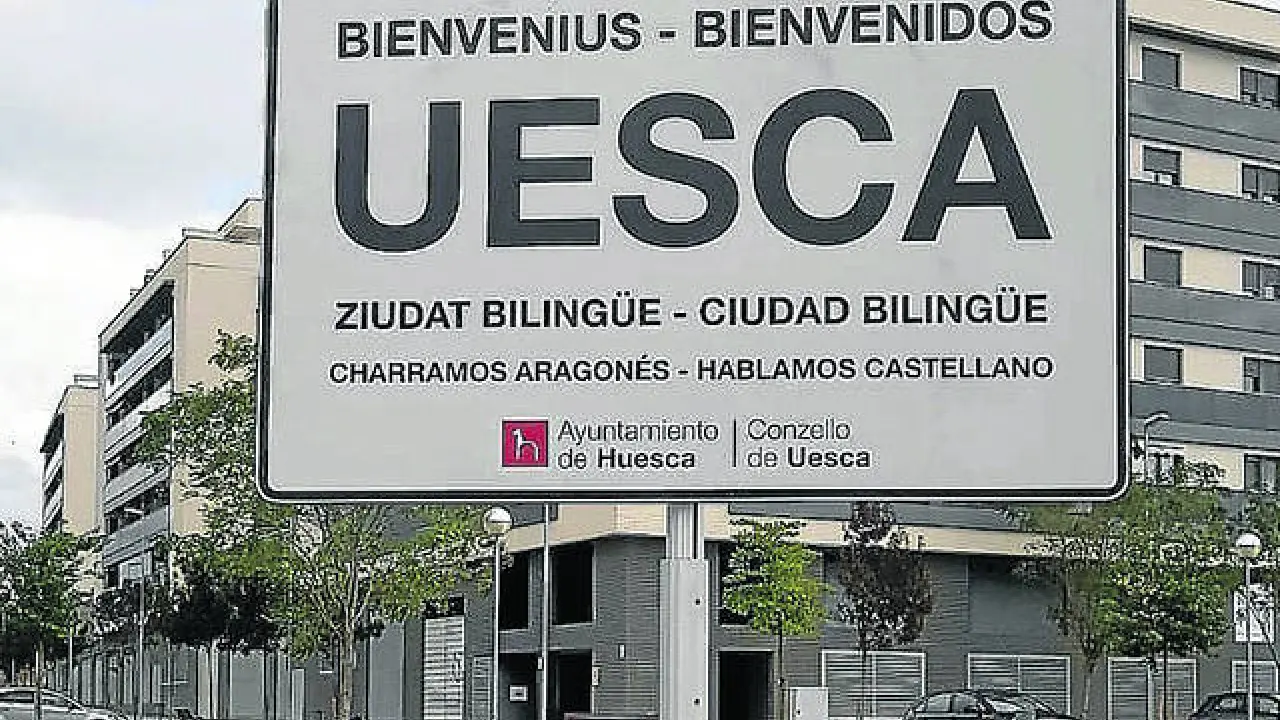 BIENVENIUS - BIENVENIDOS
UESCA
ZIUDAT BILINGÜE - CIUDAD BILINGÜE
CHARRAMOS ARAGONÉS - HABLAMOS CASTELLANO
Ayuntamiento de Huesca
Conzello de Uesca